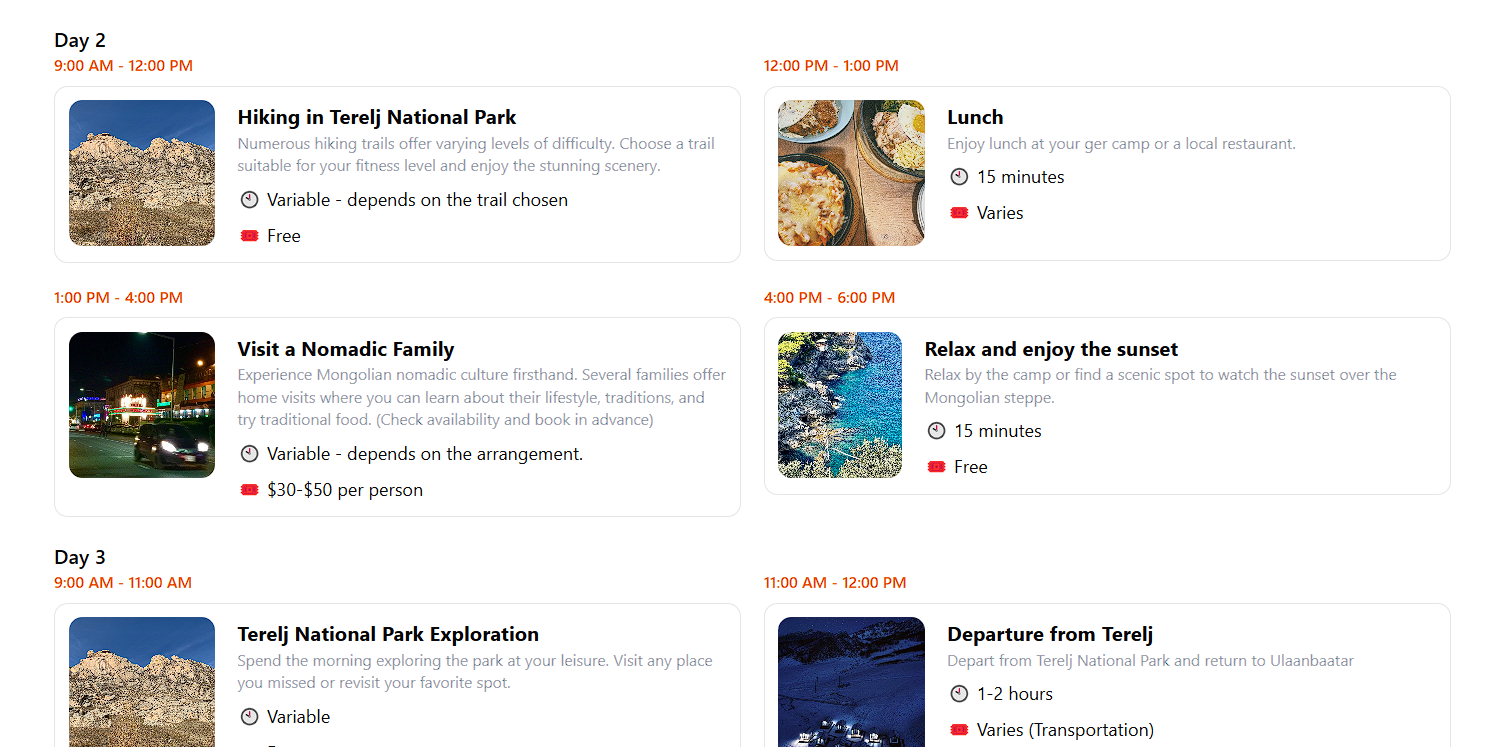 Day 2
9:00 AM - 12:00 PM
Hiking in Terelj National Park
Numerous hiking trails offer varying levels of difficulty. Choose a trail
suitable for your fitness level and enjoy the stunning scenery.
Variable - depends on the trail chosen
Free
12:00 PM - 1:00 PM
Lunch
Enjoy lunch at your ger camp or a local restaurant.
15 minutes
Varies
1:00 PM - 4:00 PM
Visit a Nomadic Family
Experience Mongolian nomadic culture firsthand. Several families offer
home visits where you can learn about their lifestyle, traditions, and
try traditional food. (Check availability and book in advance)
Variable - depends on the arrangement.
$30-$50 per person
4:00 PM - 6:00 PM
Relax and enjoy the sunset
Relax by the camp or find a scenic spot to watch the sunset over the
Mongolian steppe.
15 minutes
Free
Day 3
9:00 AM - 11:00 AM
Terelj National Park Exploration
Spend the morning exploring the park at your leisure. Visit any place
you missed or revisit your favorite spot.
Variable
11:00 AM - 12:00 PM
Departure from Terelj
Depart from Terelj National Park and return to Ulaanbaatar
1-2 hours
Varies (Transportation)